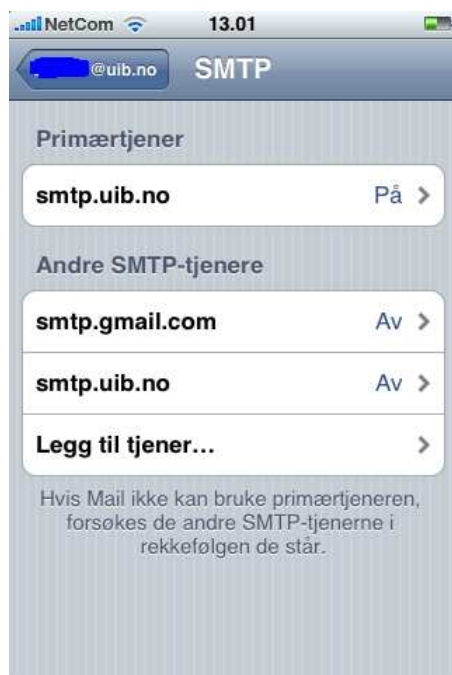 NetCom 13.01
@uib.no SMTP
Primærtjener
smtp.uib.no På
Andre SMTP-tjenere
smtp.gmail.com Av
smtp.uib.no Av
Legg til tjener...
Hvis Mail ikke kan bruke primærtjeneren,
forsøkes de andre SMTP-tjenerne i
rekkefølgen de står.